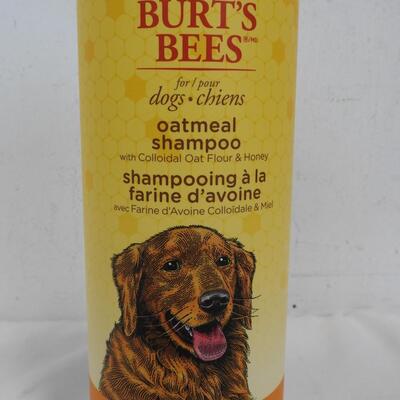 BURT'S
BEES®/MD
for / pour
dogs • chiens
oatmeal
shampoo
with Colloidal Oat Flour & Honey
shampooing à la
farine d'avoine
avec Farine d'Avoine Colloïdale & Miel